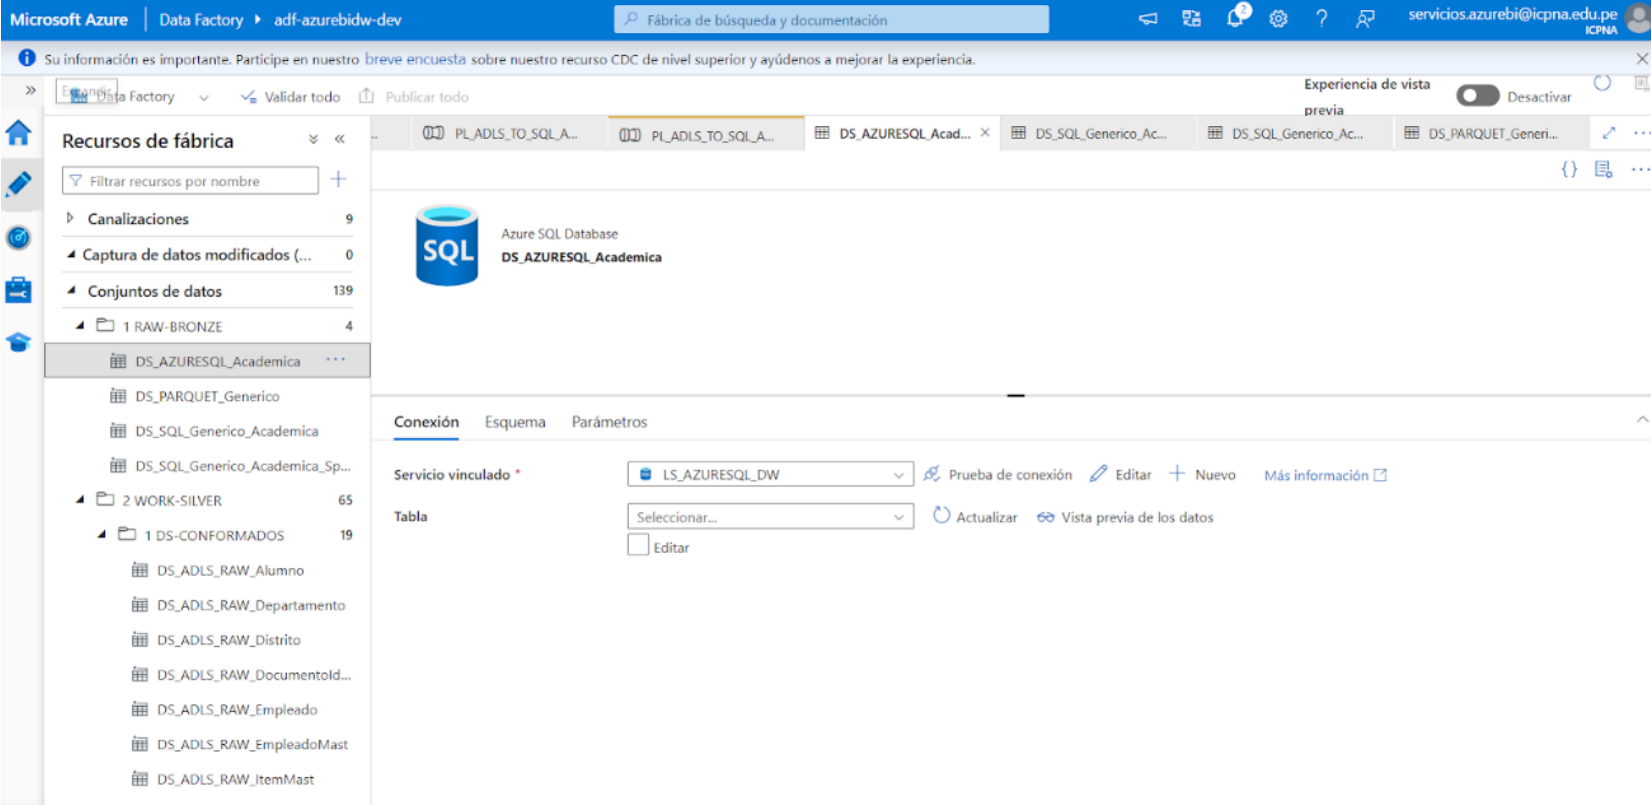 Microsoft Azure
Data Factory
adf-azurebidw-dev
Fábrica de búsqueda y documentación
2
servicios.azurebi@icpna.edu.pe
ICPNA
Su información es importante. Participe en nuestro breve encuesta sobre nuestro recurso CDC de nivel superior y ayúdenos a mejorar la experiencia.
Data Factory
Validar todo
Publicar todo
Experiencia de vista
previa
Desactivar
Recursos de fábrica
Filtrar recursos por nombre
Canalizaciones 9
Captura de datos modificados (... 0
Conjuntos de datos 139
1 RAW-BRONZE 4
DS_AZURESQL_Academica ...
DS_PARQUET_Generico
DS_SQL_Generico_Academica
DS_SQL_Generico_Academica_Sp...
2 WORK-SILVER 65
1 DS-CONFORMADOS 19
DS_ADLS_RAW_Alumno
DS_ADLS_RAW_Departamento
DS_ADLS_RAW_Distrito
DS_ADLS_RAW_DocumentoId...
DS_ADLS_RAW_Empleado
DS_ADLS_RAW_EmpleadoMast
DS_ADLS_RAW_ItemMast
PL_ADLS_TO_SQL_A...
PL_ADLS_TO_SQL_A...
DS_AZURESQL_Acad...
DS_SQL_Generico_Ac...
DS_SQL_Generico_Ac...
DS_PARQUET_Generi...
SQL
Azure SQL Database
DS_AZURESQL_Academica
Conexión
Esquema
Parámetros
Servicio vinculado *
LS_AZURESQL_DW
Prueba de conexión
Editar
Nuevo
Más información
Tabla
Seleccionar...
Actualizar
Vista previa de los datos
Editar